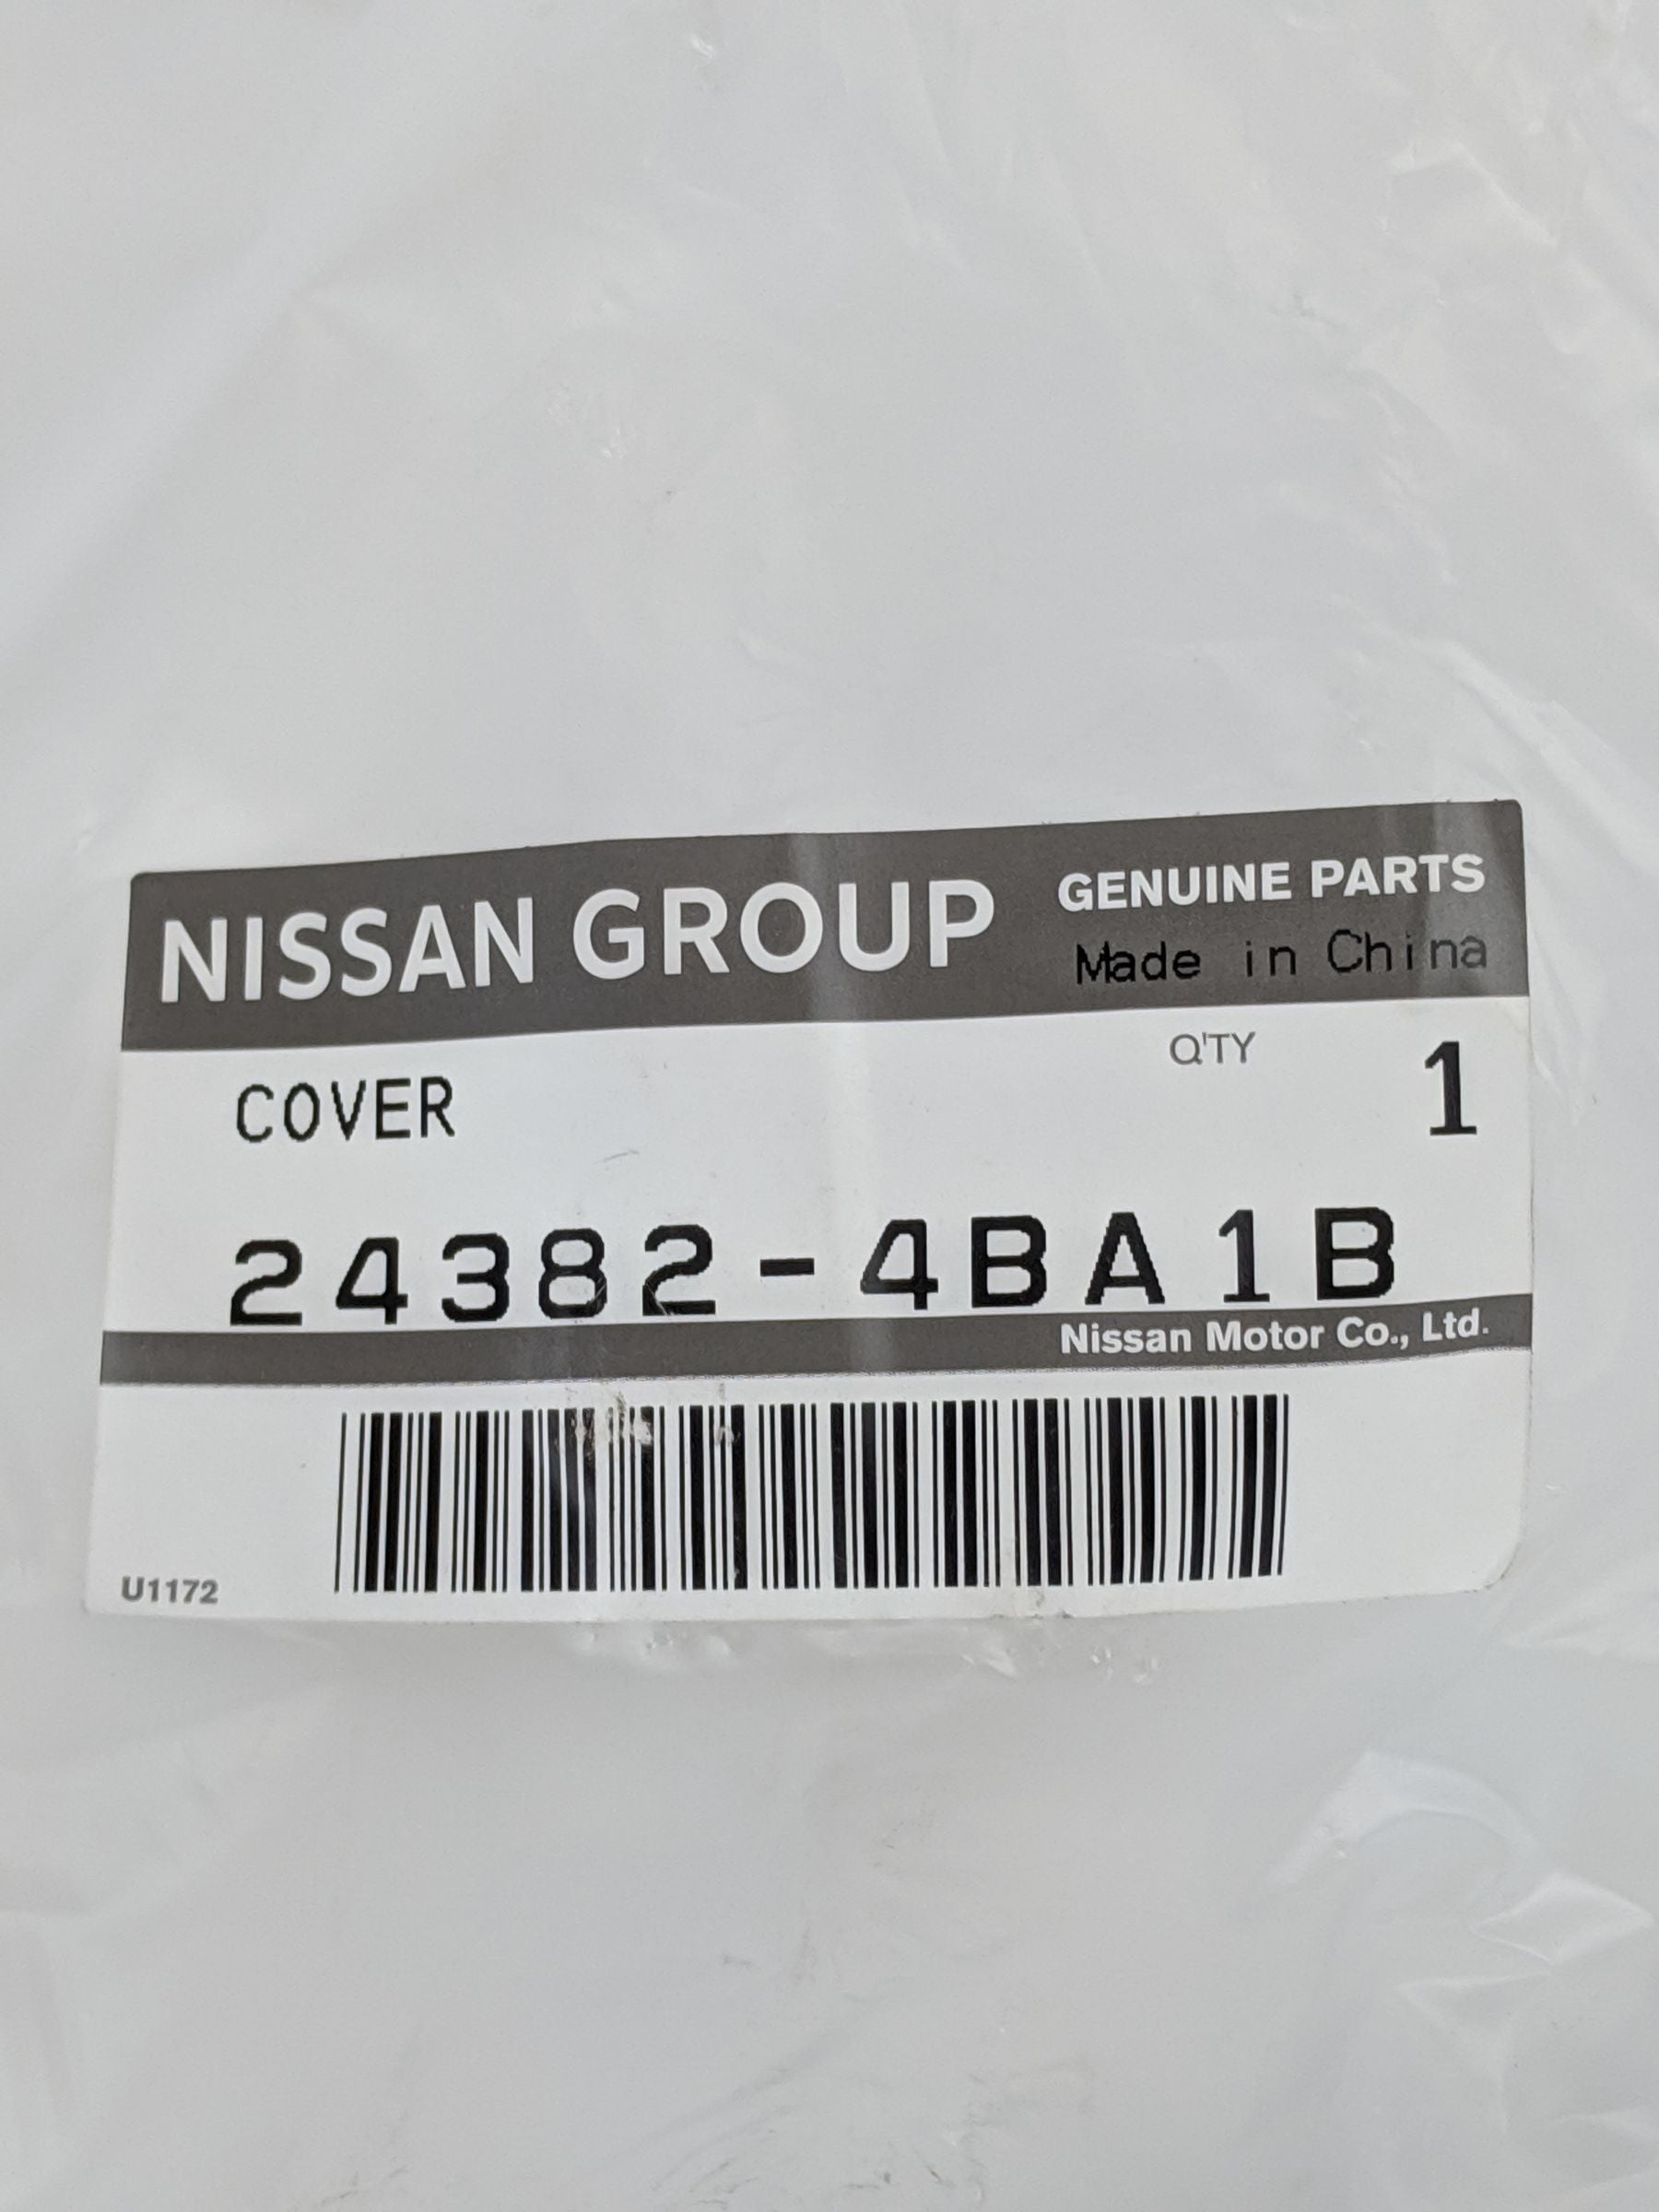 NISSAN GROUP GENUINE PARTS
Made in China
Q'TY
COVER 1
24382-4BA1B
Nissan Motor Co., Ltd.
U1172